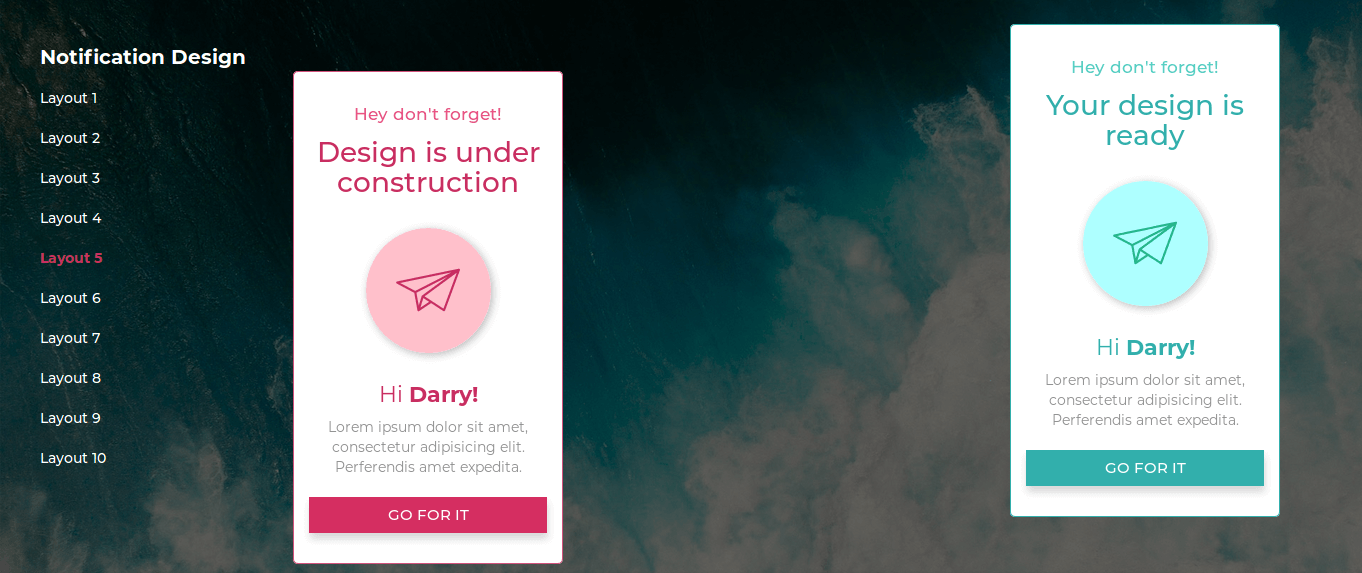 Notification Design
Layout 1
Layout 2
Layout 3
Layout 4
Layout 5
Layout 6
Layout 7
Layout 8
Layout 9
Layout 10
Hey don't forget!
Design is under
construction
Hi Darry!
Lorem ipsum dolor sit amet,
consectetur adipisicing elit.
Perferendis amet expedita.
GO FOR IT
Hey don't forget!
Your design is
ready
Hi Darry!
Lorem ipsum dolor sit amet,
consectetur adipisicing elit.
Perferendis amet expedita.
GO FOR IT